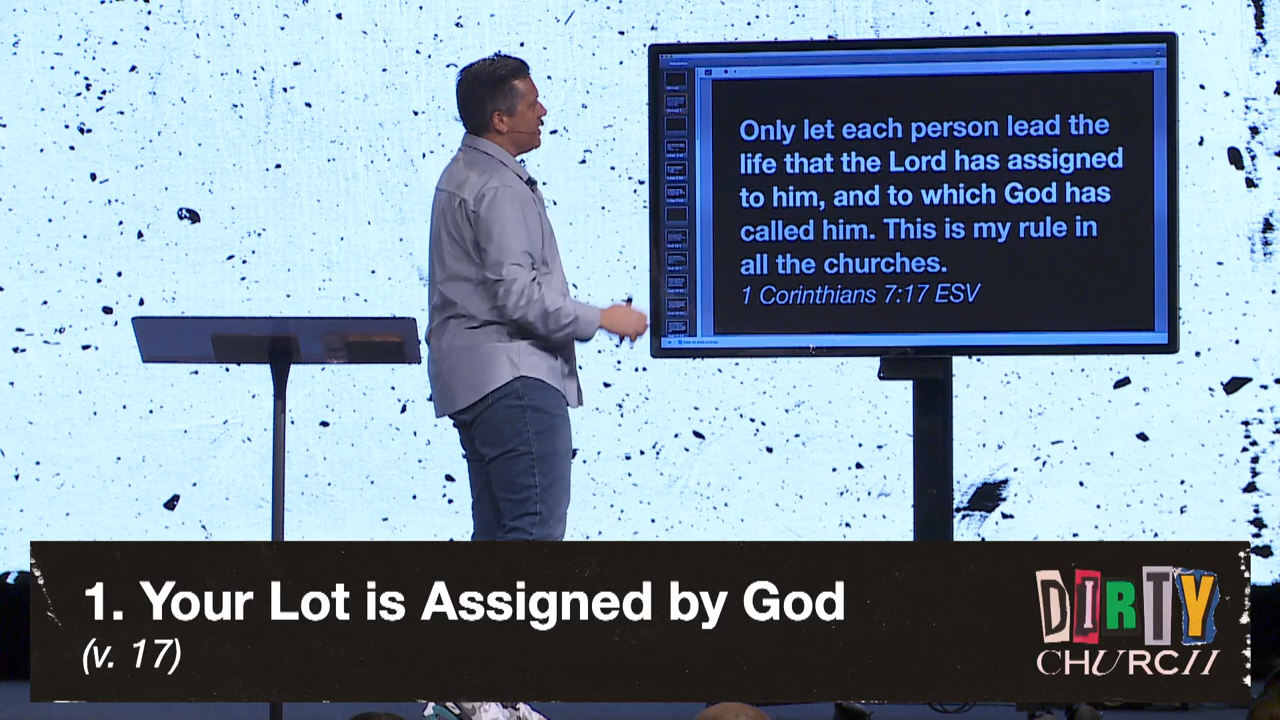 Only let each person lead the
life that the Lord has assigned
to him, and to which God has
called him. This is my rule in
all the churches.
1 Corinthians 7:17 ESV
1. Your Lot is Assigned by God
(v. 17)
DIRTY
CHURCH